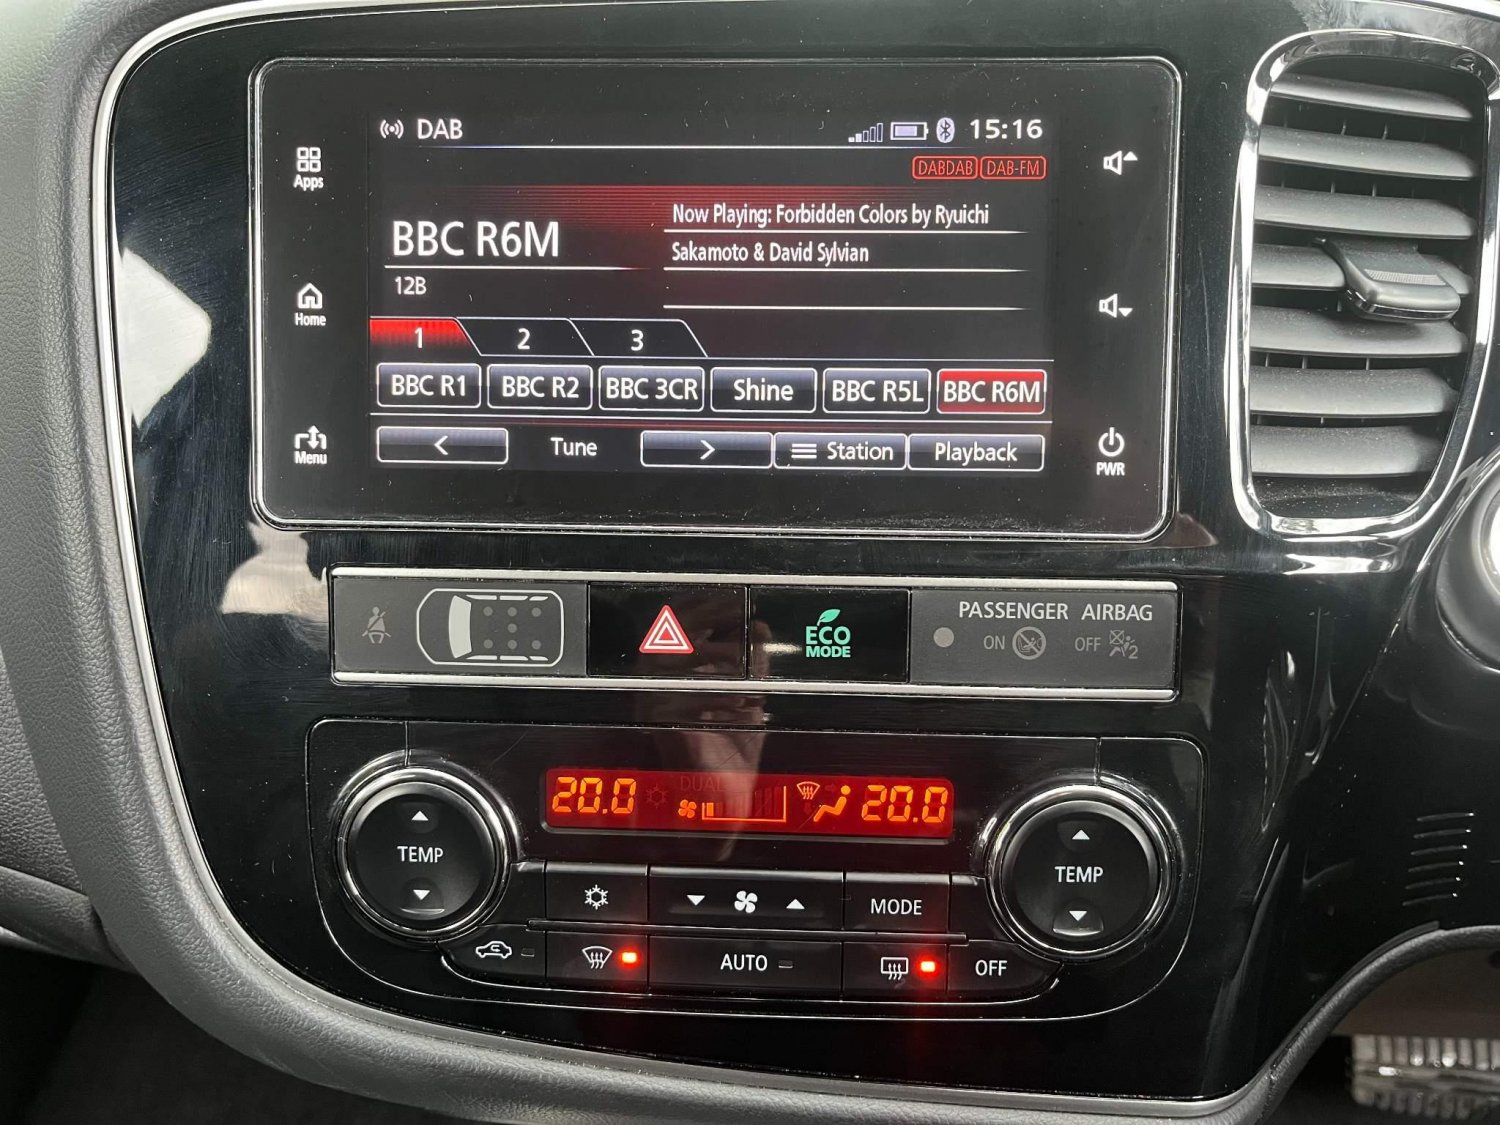 DAB
15:16
DABDAB DAB-FM
Apps
BBC R6M
Now Playing: Forbidden Colors by Ryuichi
Sakamoto & David Sylvian
12B
Home
1 2 3
BBC R1 BBC R2 BBC 3CR Shine BBC R5L BBC R6M
< Tune > Station Playback
Menu
PWR
ECO
MODE
PASSENGER AIRBAG
ON OFF 2
20.0 DUAL 20.0
TEMP
MODE
TEMP
AUTO
OFF